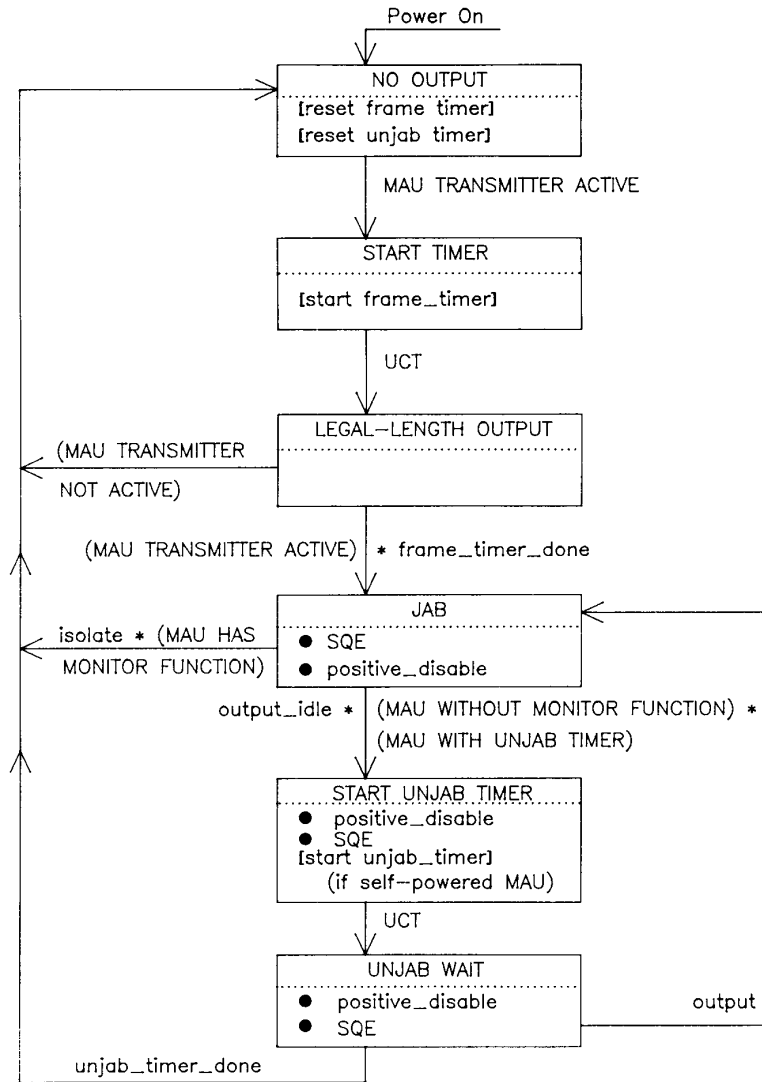 Power On
NO OUTPUT
[reset frame timer]
[reset unjab timer]
MAU TRANSMITTER ACTIVE
START TIMER
[start frame_timer]
UCT
LEGAL-LENGTH OUTPUT
(MAU TRANSMITTER
NOT ACTIVE)
(MAU TRANSMITTER ACTIVE) * frame_timer_done
JAB
isolate * (MAU HAS
MONITOR FUNCTION)
● SQE
● positive_disable
output_idle * (MAU WITHOUT MONITOR FUNCTION) *
(MAU WITH UNJAB TIMER)
START UNJAB TIMER
● positive_disable
● SQE
[start unjab_timer]
(if self-powered MAU)
UCT
UNJAB WAIT
● positive_disable
● SQE
output
unjab_timer_done